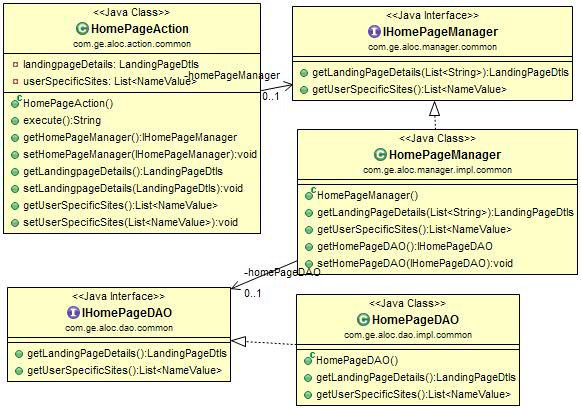 <<Java Class>>
HomePageAction
com.ge.aloc.action.common
landingpageDetails: LandingPageDtls
userSpecificSites: List<NameValue>
HomePageAction()
execute():String
getHomePageManager():IHomePageManager
setHomePageManager(IHomePageManager):void
getLandingpageDetails():LandingPageDtls
setLandingpageDetails(LandingPageDtls):void
getUserSpecificSites():List<NameValue>
setUserSpecificSites(List<NameValue>):void
-homePageManager
0..1
<<Java Interface>>
IHomePageManager
com.ge.aloc.manager.common
getLandingPageDetails(List<String>):LandingPageDtls
getUserSpecificSites():List<NameValue>
<<Java Class>>
HomePageManager
com.ge.aloc.manager.impl.common
HomePageManager()
getLandingPageDetails(List<String>):LandingPageDtls
getUserSpecificSites():List<NameValue>
getHomePageDAO():IHomePageDAO
setHomePageDAO(IHomePageDAO):void
-homePageDAO
0..1
<<Java Interface>>
IHomePageDAO
com.ge.aloc.dao.common
getLandingPageDetails():LandingPageDtls
getUserSpecificSites():List<NameValue>
<<Java Class>>
HomePageDAO
com.ge.aloc.dao.impl.common
HomePageDAO()
getLandingPageDetails():LandingPageDtls
getUserSpecificSites():List<NameValue>